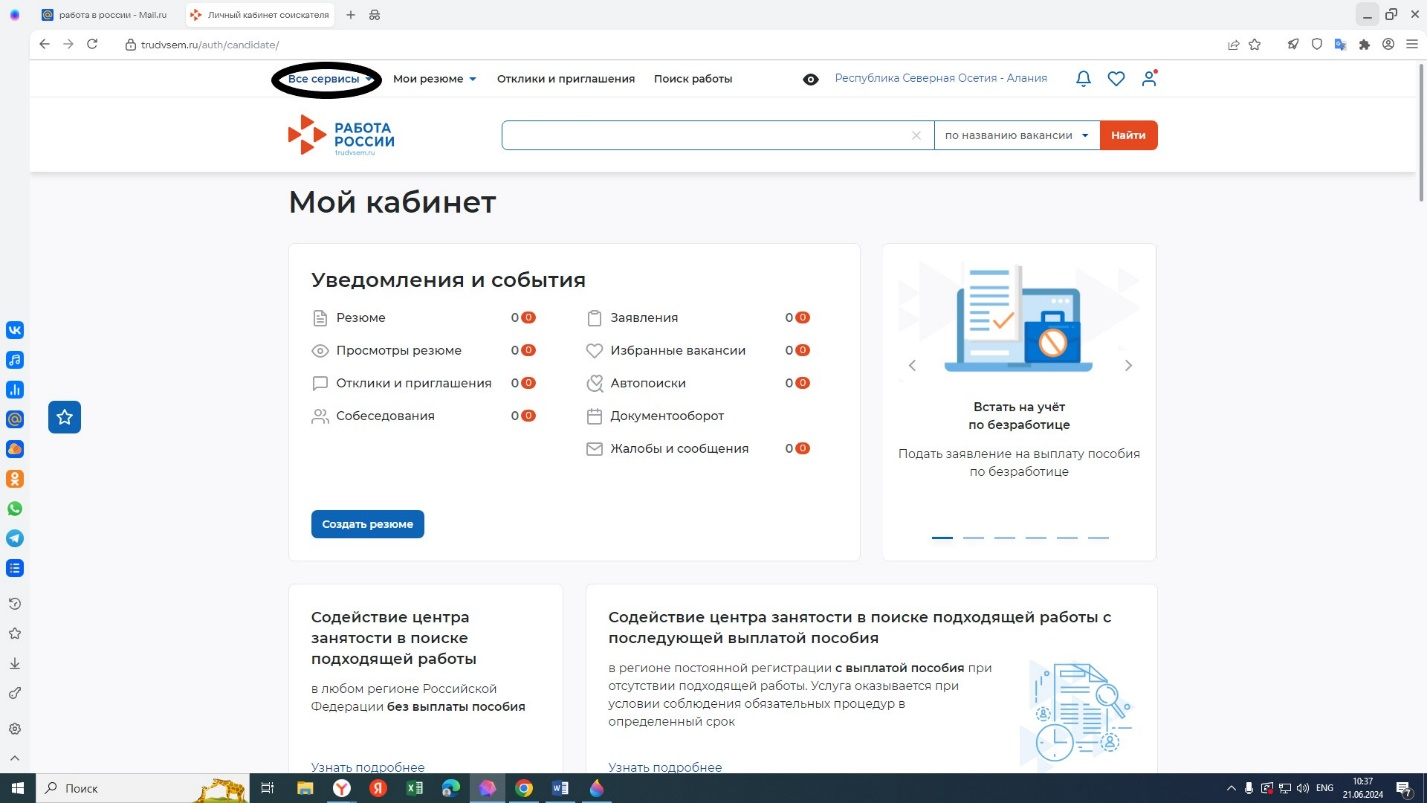 работа в россии - Mail.ru
Личный кабинет соискателя
trudvsem.ru/auth/candidate/
Все сервисы
Мои резюме
Отклики и приглашения
Поиск работы
Республика Северная Осетия - Алания
РАБОТА
РОССИИ
trudvsem.ru
по названию вакансии
Найти
Мой кабинет
Уведомления и события
Резюме 0 0
Просмотры резюме 0 0
Отклики и приглашения 0 0
Собеседования 0 0
Заявления 0 0
Избранные вакансии 0 0
Автопоиски 0 0
Документооборот
Жалобы и сообщения 0 0
Создать резюме
Встать на учёт
по безработице
Подать заявление на выплату пособия
по безработице
Содействие центра
занятости в поиске
подходящей работы
в любом регионе Российской
Федерации без выплаты пособия
Узнать подробнее
Содействие центра занятости в поиске подходящей работы с
последующей выплатой пособия
в регионе постоянной регистрации с выплатой пособия при
отсутствии подходящей работы. Услуга оказывается при
условии соблюдения обязательных процедур в
определенный срок
Узнать подробнее
Поиск
ENG
10:37
21.06.2024
7